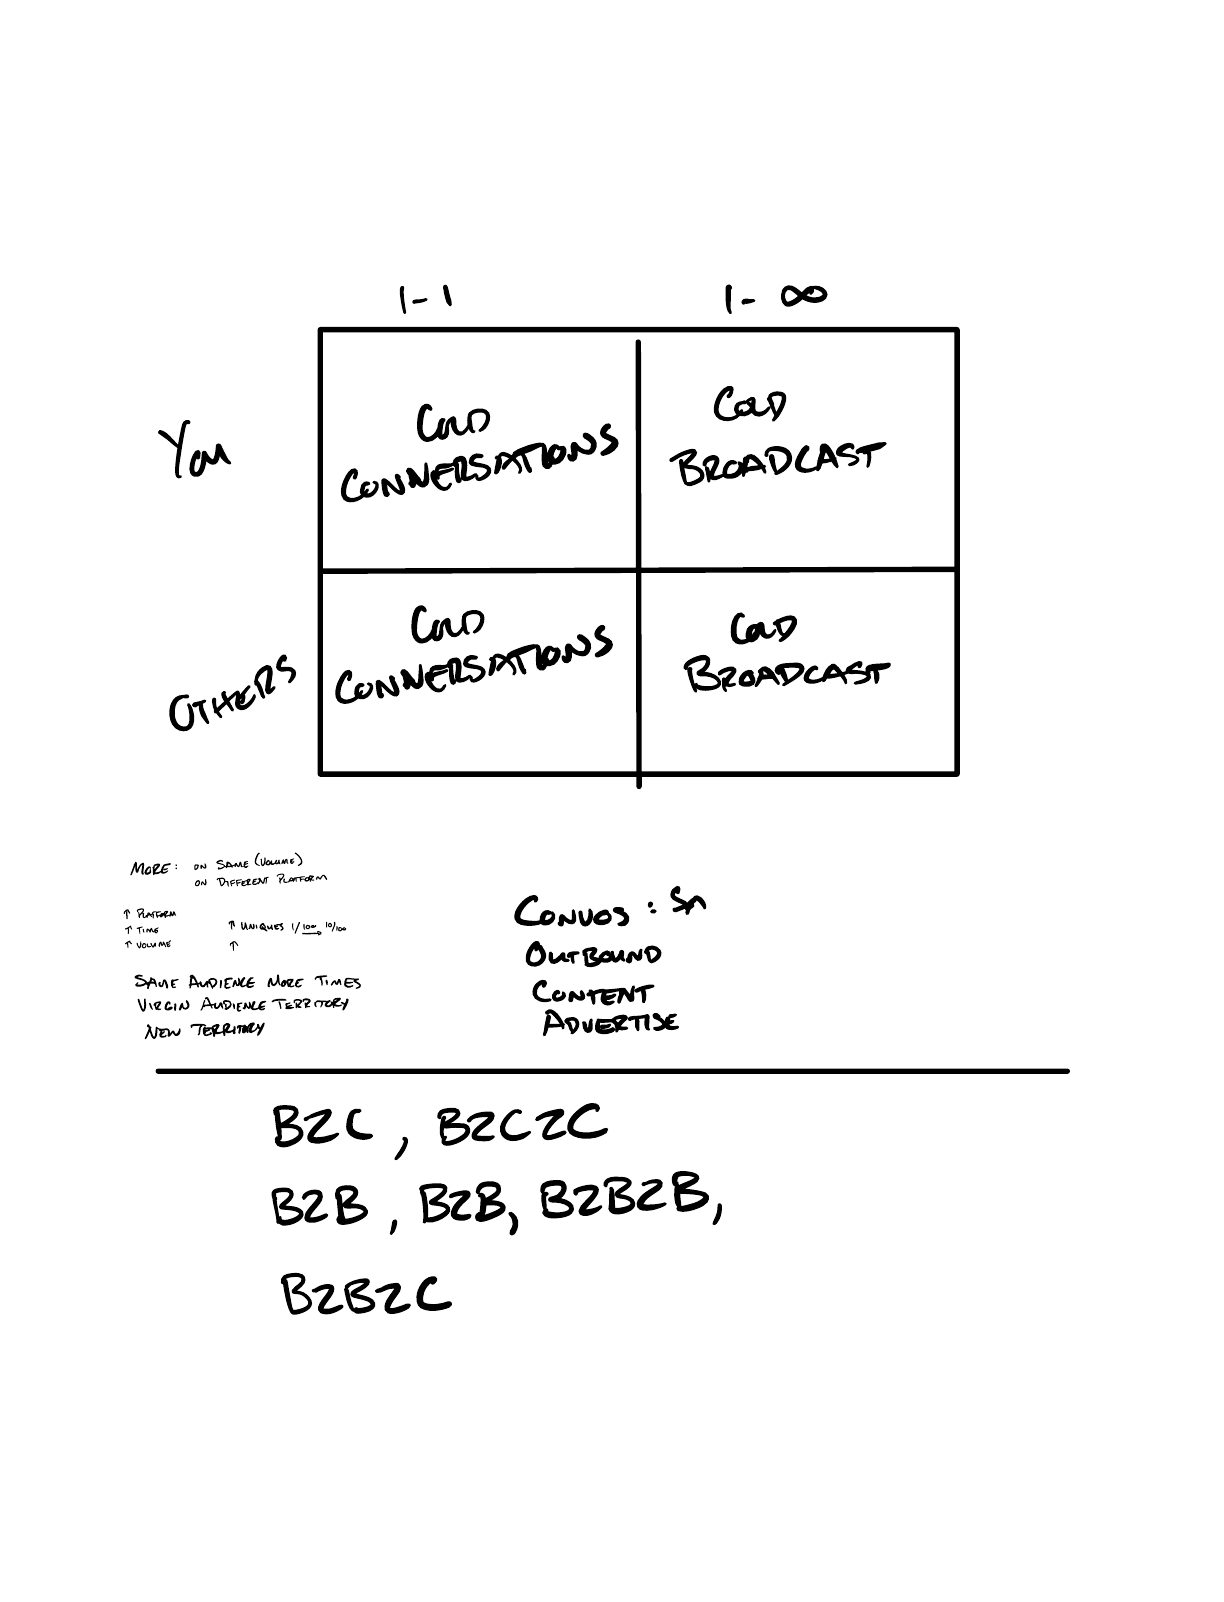 1-1
1-∞
You
COLD
CONVERSATIONS
COLD
BROADCAST
OTHERS
COLD
CONVERSATIONS
COLD
BROADCAST
MORE: ON SAME (VOLUME)
ON DIFFERENT PLATFORM
↑ PLATFORM
↑ TIME
↑ VOLUME
↑ UNIQUES 1/100 → 10/100
↑
SAME AUDIENCE MORE TIMES
VIRGIN AUDIENCE TERRITORY
NEW TERRITORY
CONVOS:
OUTBOUND
CONTENT
ADVERTISE
B2C, B2C2C
B2B, B2B, B2B2B,
B2B2C